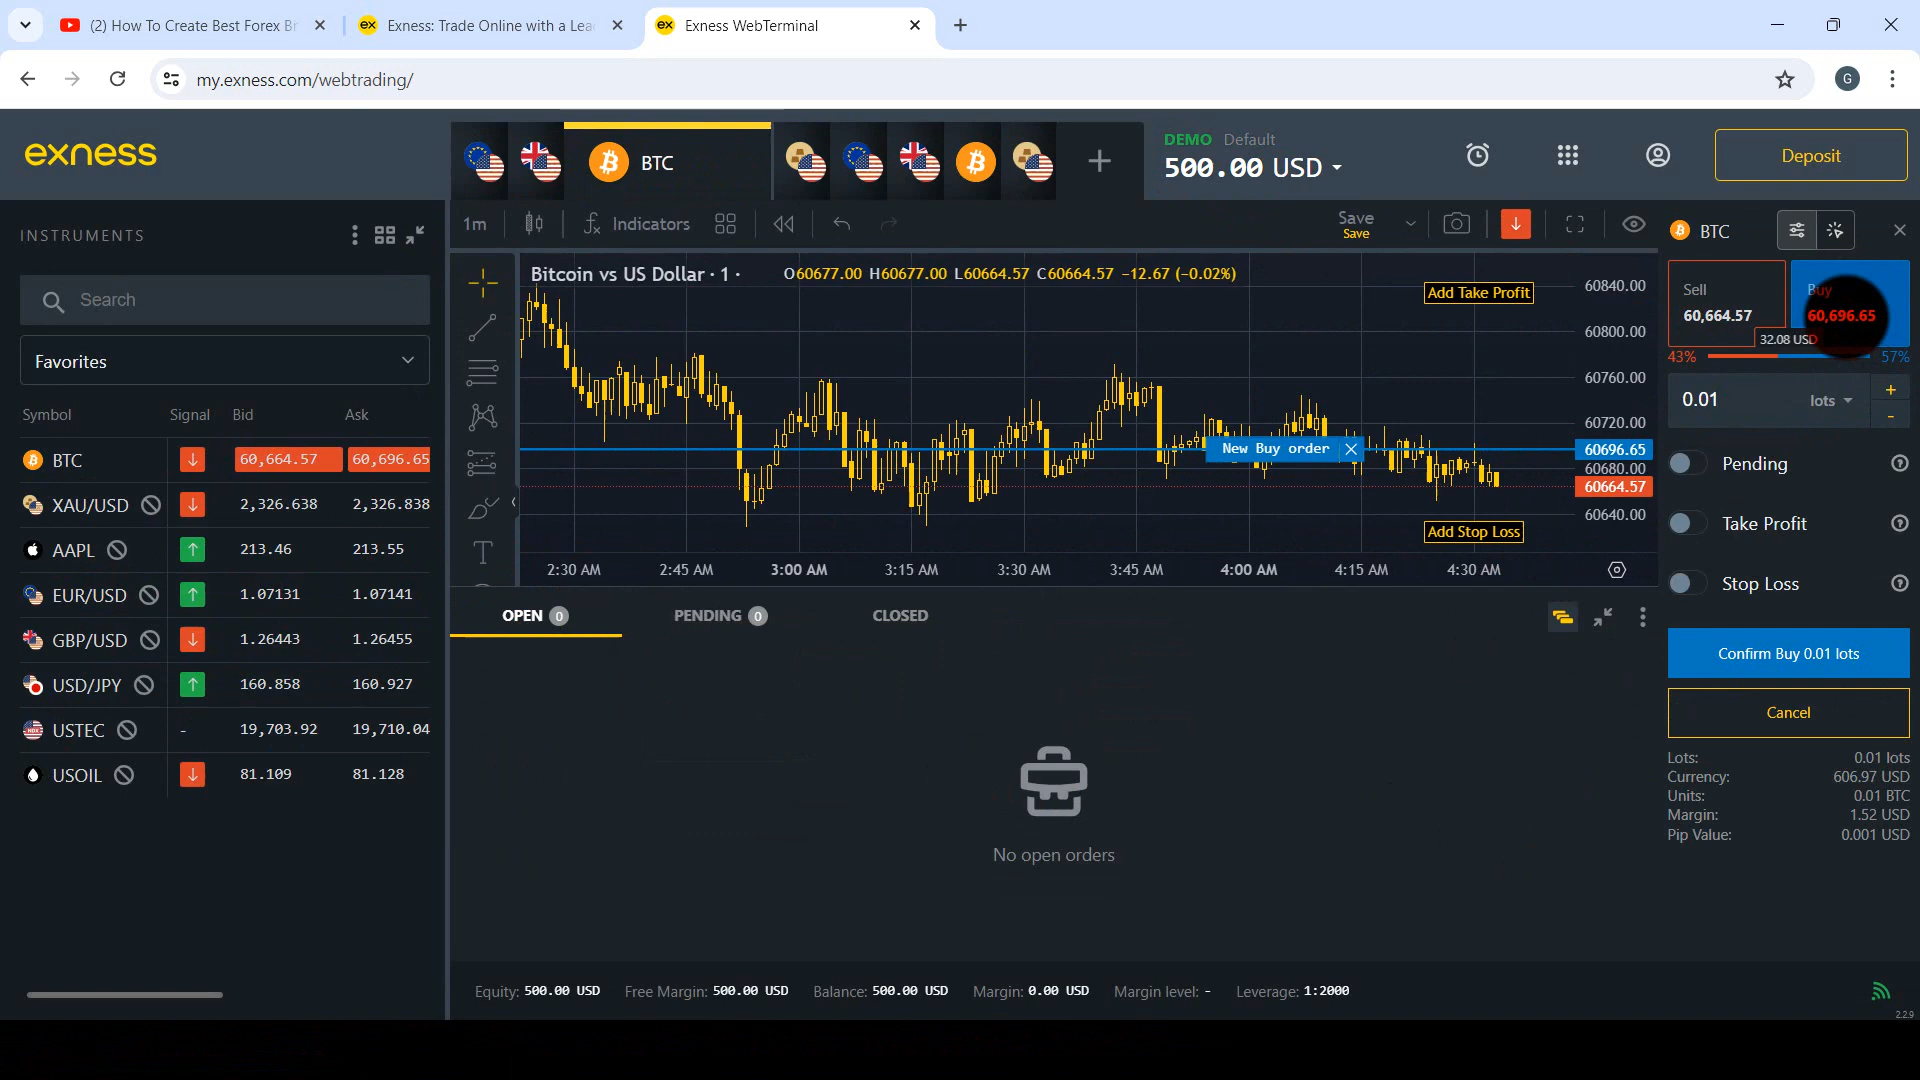 (2) How To Create Best Forex Br
Exness: Trade Online with a Lea
Exness WebTerminal
my.exness.com/webtrading/
G
exness
BTC
DEMO Default
500.00 USD
Deposit
INSTRUMENTS
1m
Indicators
Save
Save
BTC
Search
Favorites
Symbol Signal Bid Ask
BTC 60,664.57 60,696.65
XAU/USD 2,326.638 2,326.838
AAPL 213.46 213.55
EUR/USD 1.07131 1.07141
GBP/USD 1.26443 1.26455
USD/JPY 160.858 160.927
USTEC - 19,703.92 19,710.04
USOIL 81.109 81.128
Bitcoin vs US Dollar · 1 · O60677.00 H60677.00 L60664.57 C60664.57 −12.67 (−0.02%)
Add Take Profit
60840.00
60800.00
60760.00
60720.00
New Buy order
60696.65
60680.00
60664.57
60640.00
Add Stop Loss
2:30 AM 2:45 AM 3:00 AM 3:15 AM 3:30 AM 3:45 AM 4:00 AM 4:15 AM 4:30 AM
Sell
60,664.57
Buy
60,696.65
32.08 USD
43% 57%
0.01 lots
+
-
Pending
Take Profit
Stop Loss
Confirm Buy 0.01 lots
Cancel
Lots: 0.01 lots
Currency: 606.97 USD
Units: 0.01 BTC
Margin: 1.52 USD
Pip Value: 0.001 USD
OPEN 0 PENDING 0 CLOSED
No open orders
Equity: 500.00 USD Free Margin: 500.00 USD Balance: 500.00 USD Margin: 0.00 USD Margin level: - Leverage: 1:2000
2.2.9